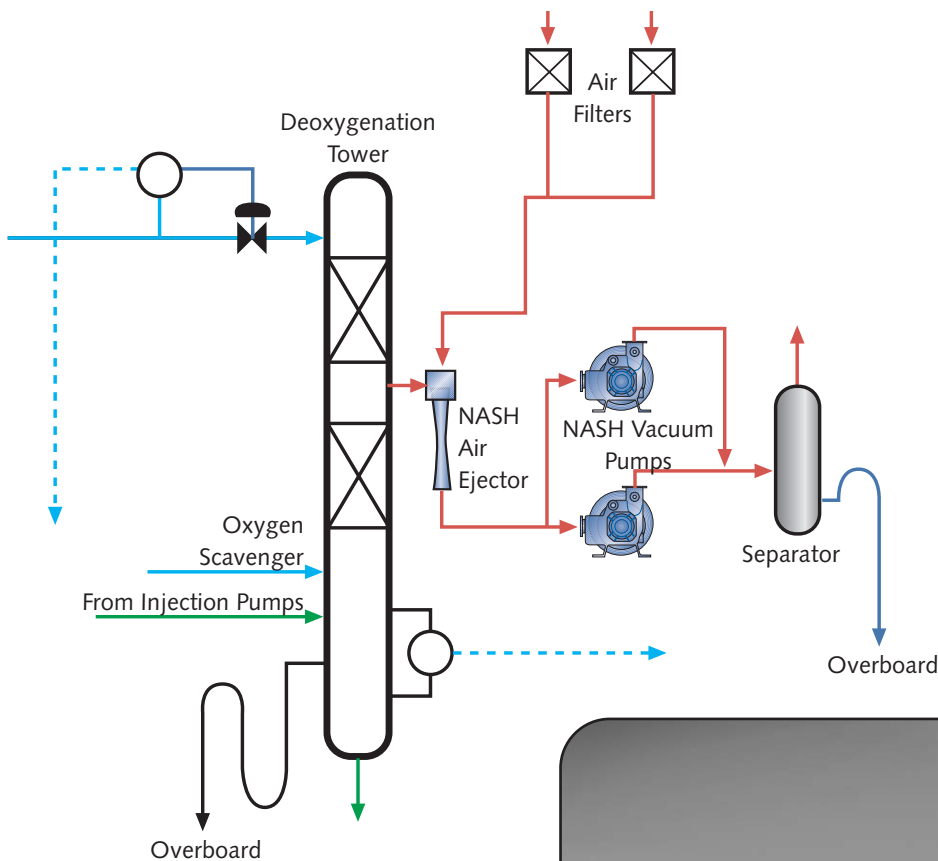 Air
Filters
Deoxygenation
Tower
NASH
Air
Ejector
NASH Vacuum
Pumps
Separator
Oxygen
Scavenger
From Injection Pumps
Overboard
Overboard